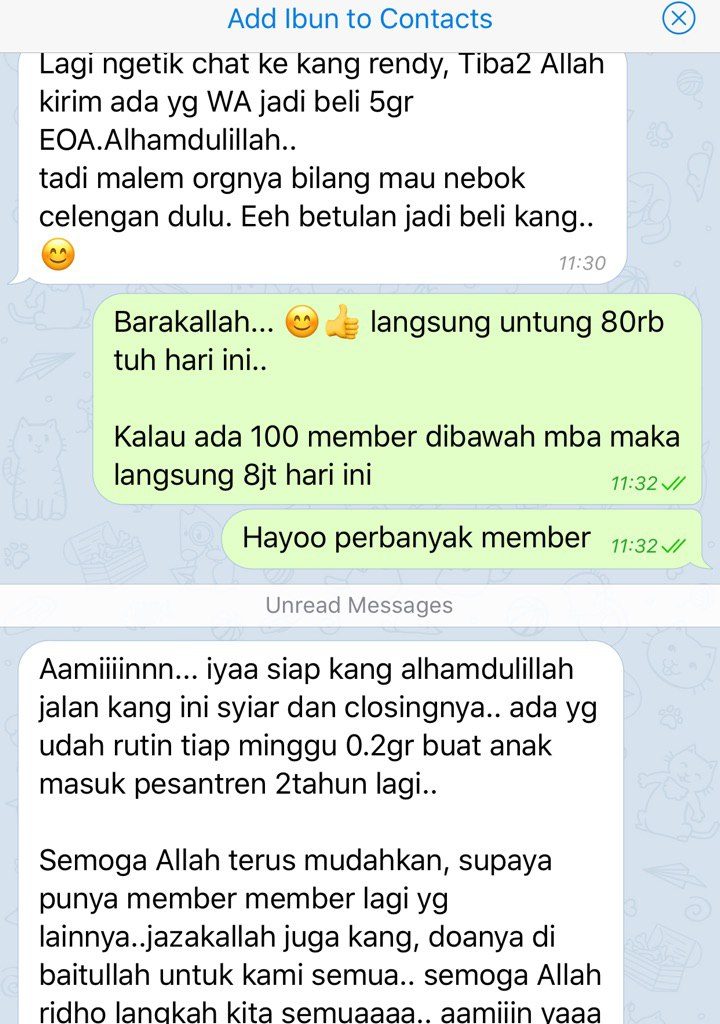 Add Ibun to Contacts
Lagi ngetik chat ke kang rendy, Tiba2 Allah
kirim ada yg WA jadi beli 5gr
EOA.Alhamdulillah..
tadi malem orgnya bilang mau nebok
celengan dulu. Eeh betulan jadi beli kang..
😊
11:30
Barakallah... 😊👍 langsung untung 80rb
tuh hari ini..
Kalau ada 100 member dibawah mba maka
langsung 8jt hari ini
11:32
Hayoo perbanyak member
11:32
Unread Messages
Aamiiiinnn... iyaa siap kang alhamdulillah
jalan kang ini syiar dan closingnya.. ada yg
udah rutin tiap minggu 0.2gr buat anak
masuk pesantren 2tahun lagi..
Semoga Allah terus mudahkan, supaya
punya member member lagi yg
lainnya..jazakallah juga kang, doanya di
baitullah untuk kami semua.. semoga Allah
ridho langkah kita semuaaaa.. aamiiin yaaa